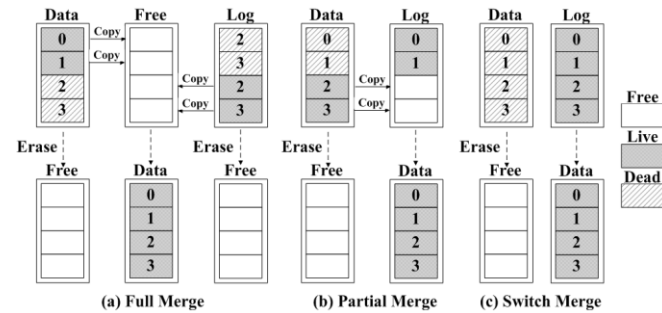 Data Free Log Data Log Data Log
0 2 0 0 0 0
Copy
1 3 1 1 1 1
Copy
2 2 2 2 2
Copy Copy
3 3 3 3 3
Copy Copy
Free
Live
Dead
Erase Erase Erase
Free Data Free Free Data Free Data
0 0 0
1 1 1
2 2 2
3 3 3
(a) Full Merge (b) Partial Merge (c) Switch Merge